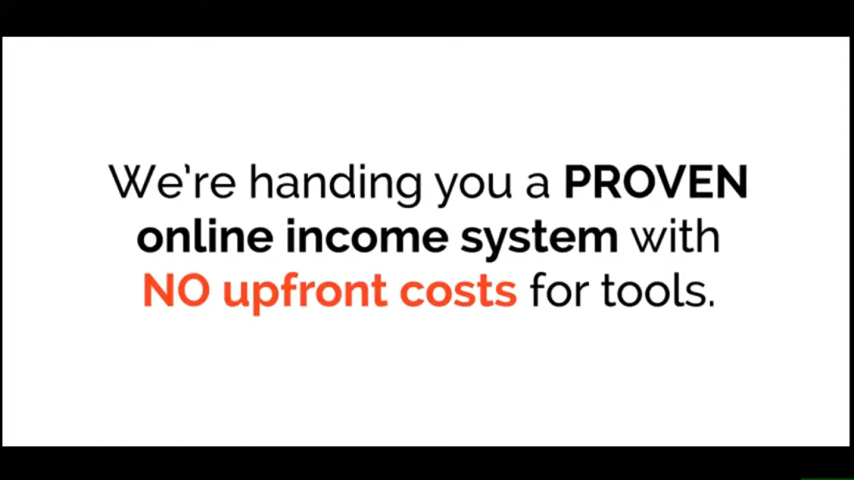 We're handing you a PROVEN
online income system with
NO upfront costs for tools.